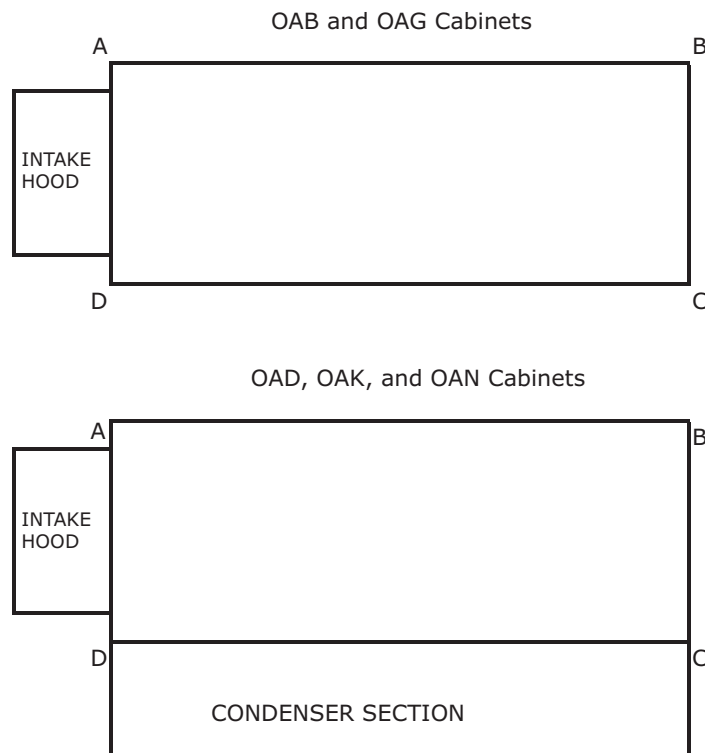 OAB and OAG Cabinets
A
B
INTAKE
HOOD
D
C
OAD, OAK, and OAN Cabinets
A
B
INTAKE
HOOD
D
C
CONDENSER SECTION